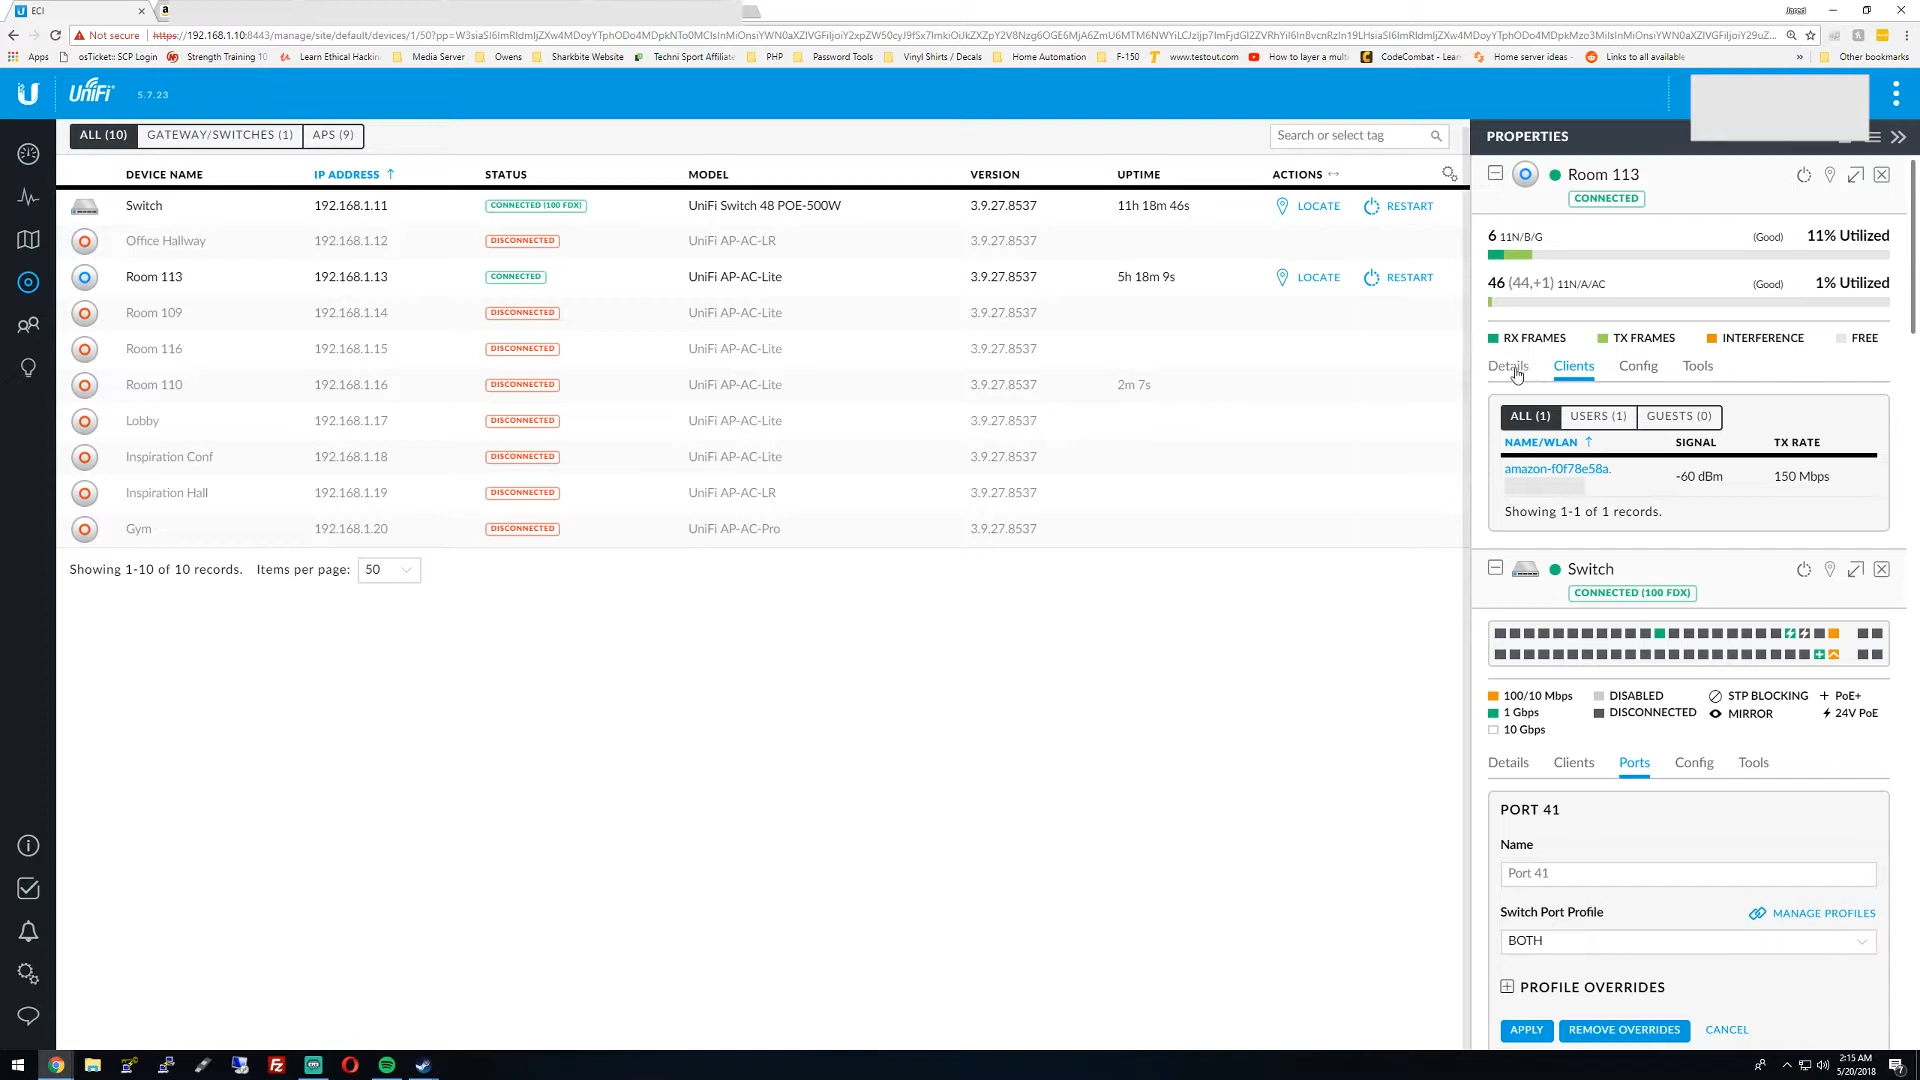 ECI
Jared
Not secure
Apps
osTicket:: SCP Login
Strength Training 10
Learn Ethical Hackin
Media Server
Owens
Sharkbite Website
Techni Sport Affiliate
PHP
Password Tools
Vinyl Shirts / Decals
Home Automation
F-150
www.testout.com
How to layer a mult
CodeCombat - Lear
Home server ideas -
Links to all available
»
Other bookmarks
UniFi
5.7.23
ALL (10)
GATEWAY/SWITCHES (1)
APS (9)
Search or select tag
PROPERTIES
DEVICE NAME IP ADDRESS ↑ STATUS MODEL VERSION UPTIME ACTIONS
Switch 192.168.1.11 CONNECTED (100 FDX) UniFi Switch 48 POE-500W 3.9.27.8537 11h 18m 46s LOCATE RESTART
Office Hallway 192.168.1.12 DISCONNECTED UniFi AP-AC-LR 3.9.27.8537
Room 113 192.168.1.13 CONNECTED UniFi AP-AC-Lite 3.9.27.8537 5h 18m 9s LOCATE RESTART
Room 109 192.168.1.14 DISCONNECTED UniFi AP-AC-Lite 3.9.27.8537
Room 116 192.168.1.15 DISCONNECTED UniFi AP-AC-Lite 3.9.27.8537
Room 110 192.168.1.16 DISCONNECTED UniFi AP-AC-Lite 3.9.27.8537 2m 7s
Lobby 192.168.1.17 DISCONNECTED UniFi AP-AC-Lite 3.9.27.8537
Inspiration Conf 192.168.1.18 DISCONNECTED UniFi AP-AC-Lite 3.9.27.8537
Inspiration Hall 192.168.1.19 DISCONNECTED UniFi AP-AC-LR 3.9.27.8537
Gym 192.168.1.20 DISCONNECTED UniFi AP-AC-Pro 3.9.27.8537
Showing 1-10 of 10 records. Items per page: 50
Room 113
CONNECTED
6 11N/B/G (Good) 11% Utilized
46 (44,+1) 11N/A/AC (Good) 1% Utilized
RX FRAMES TX FRAMES INTERFERENCE FREE
Details Clients Config Tools
ALL (1) USERS (1) GUESTS (0)
NAME/WLAN ↑ SIGNAL TX RATE
amazon-f0f78e58a.
-60 dBm 150 Mbps
Showing 1-1 of 1 records.
Switch
CONNECTED (100 FDX)
100/10 Mbps DISABLED STP BLOCKING + PoE+
1 Gbps DISCONNECTED MIRROR 24V PoE
10 Gbps
Details Clients Ports Config Tools
PORT 41
Name
Port 41
Switch Port Profile MANAGE PROFILES
BOTH
PROFILE OVERRIDES
APPLY REMOVE OVERRIDES CANCEL
2:15 AM
5/20/2018